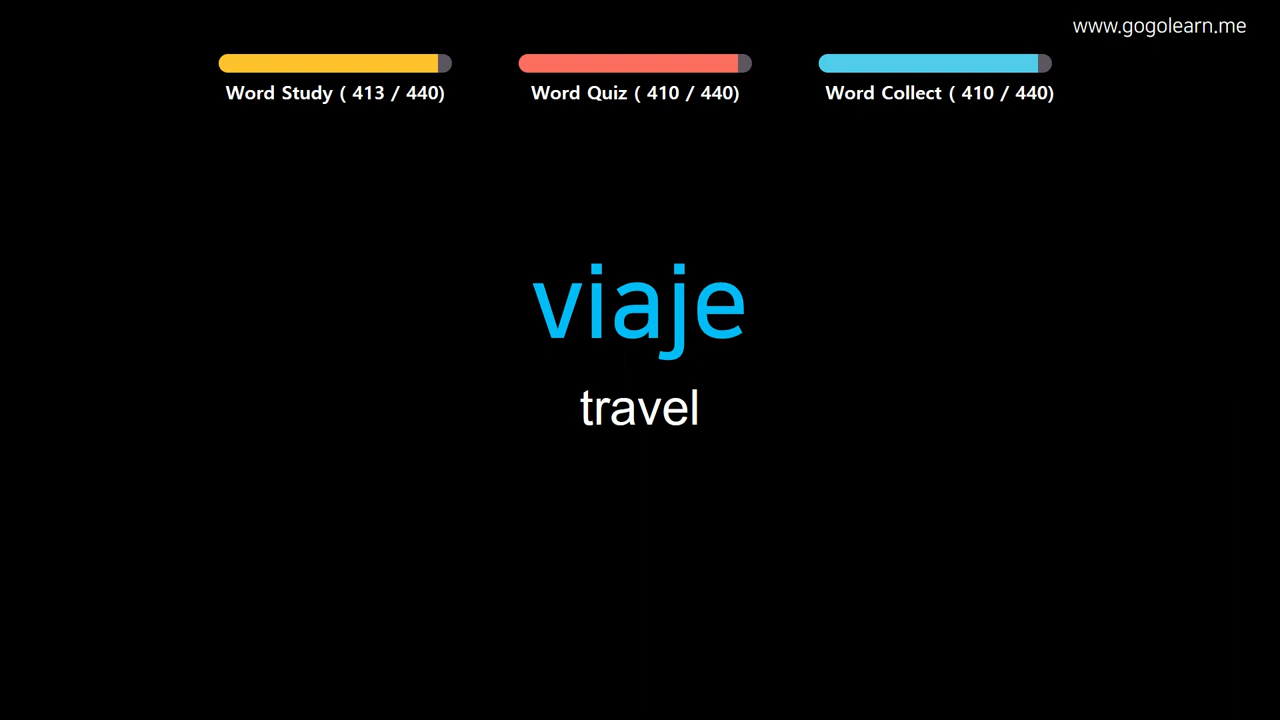 www.gogolearn.me
Word Study ( 413 / 440)
Word Quiz ( 410 / 440)
Word Collect ( 410 / 440)
viaje
travel